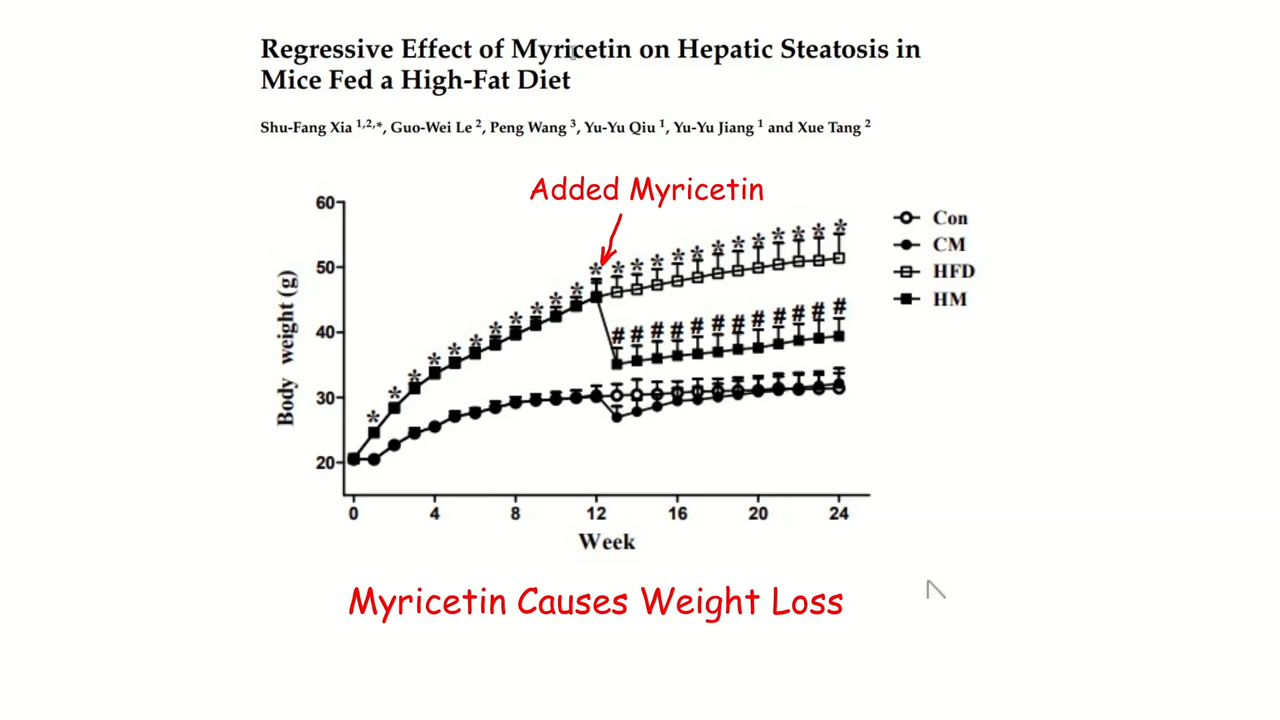 Regressive Effect of Myricetin on Hepatic Steatosis in
Mice Fed a High-Fat Diet
Shu-Fang Xia 1,2,*, Guo-Wei Le 2, Peng Wang 3, Yu-Yu Qiu 1, Yu-Yu Jiang 1 and Xue Tang 2
Added Myricetin
60
50
40
30
20
Body weight (g)
* * * * * * * * * * * * * * * * * * * * * * * *
# # # # # # # # # # # #
Con
CM
HFD
HM
0 4 8 12 16 20 24
Week
Myricetin Causes Weight Loss